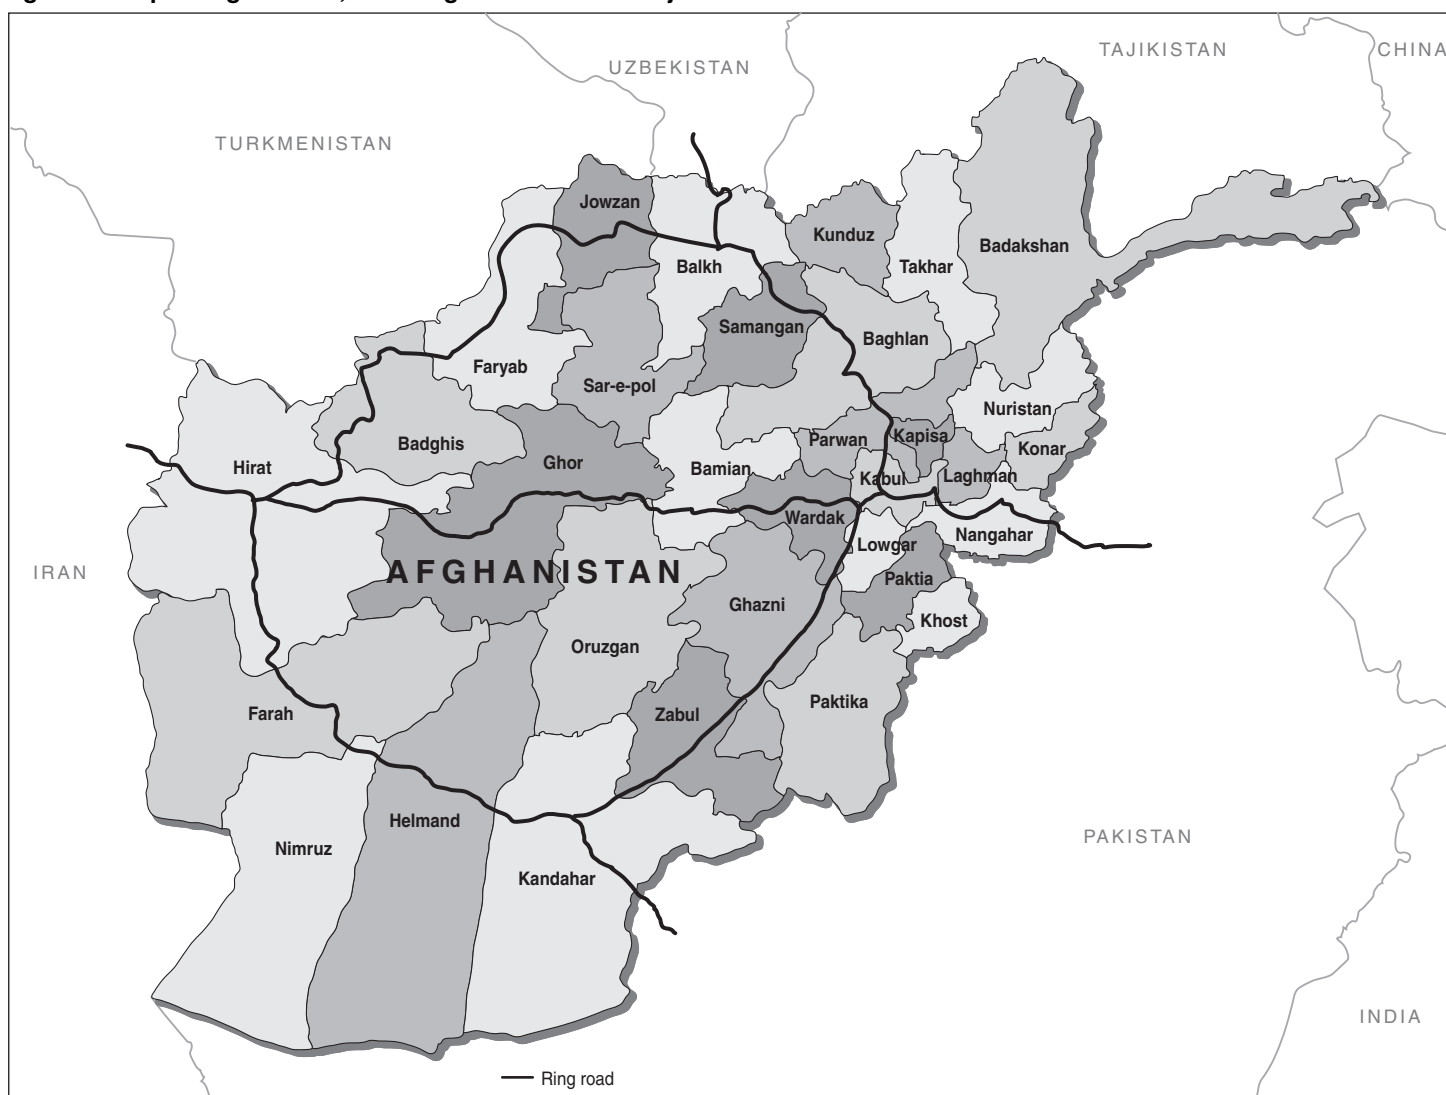 TAJIKISTAN
CHINA
UZBEKISTAN
TURKMENISTAN
Jowzan
Kunduz
Badakshan
Balkh
Takhar
Samangan
Baghlan
Faryab
Sar-e-pol
Nuristan
Badghis
Parwan
Kapisa
Konar
Hirat
Ghor
Bamian
Kabul
Laghman
Wardak
Nangahar
Lowgar
IRAN
AFGHANISTAN
Paktia
Ghazni
Khost
Oruzgan
Paktika
Farah
Zabul
Helmand
PAKISTAN
Nimruz
Kandahar
INDIA
Ring road